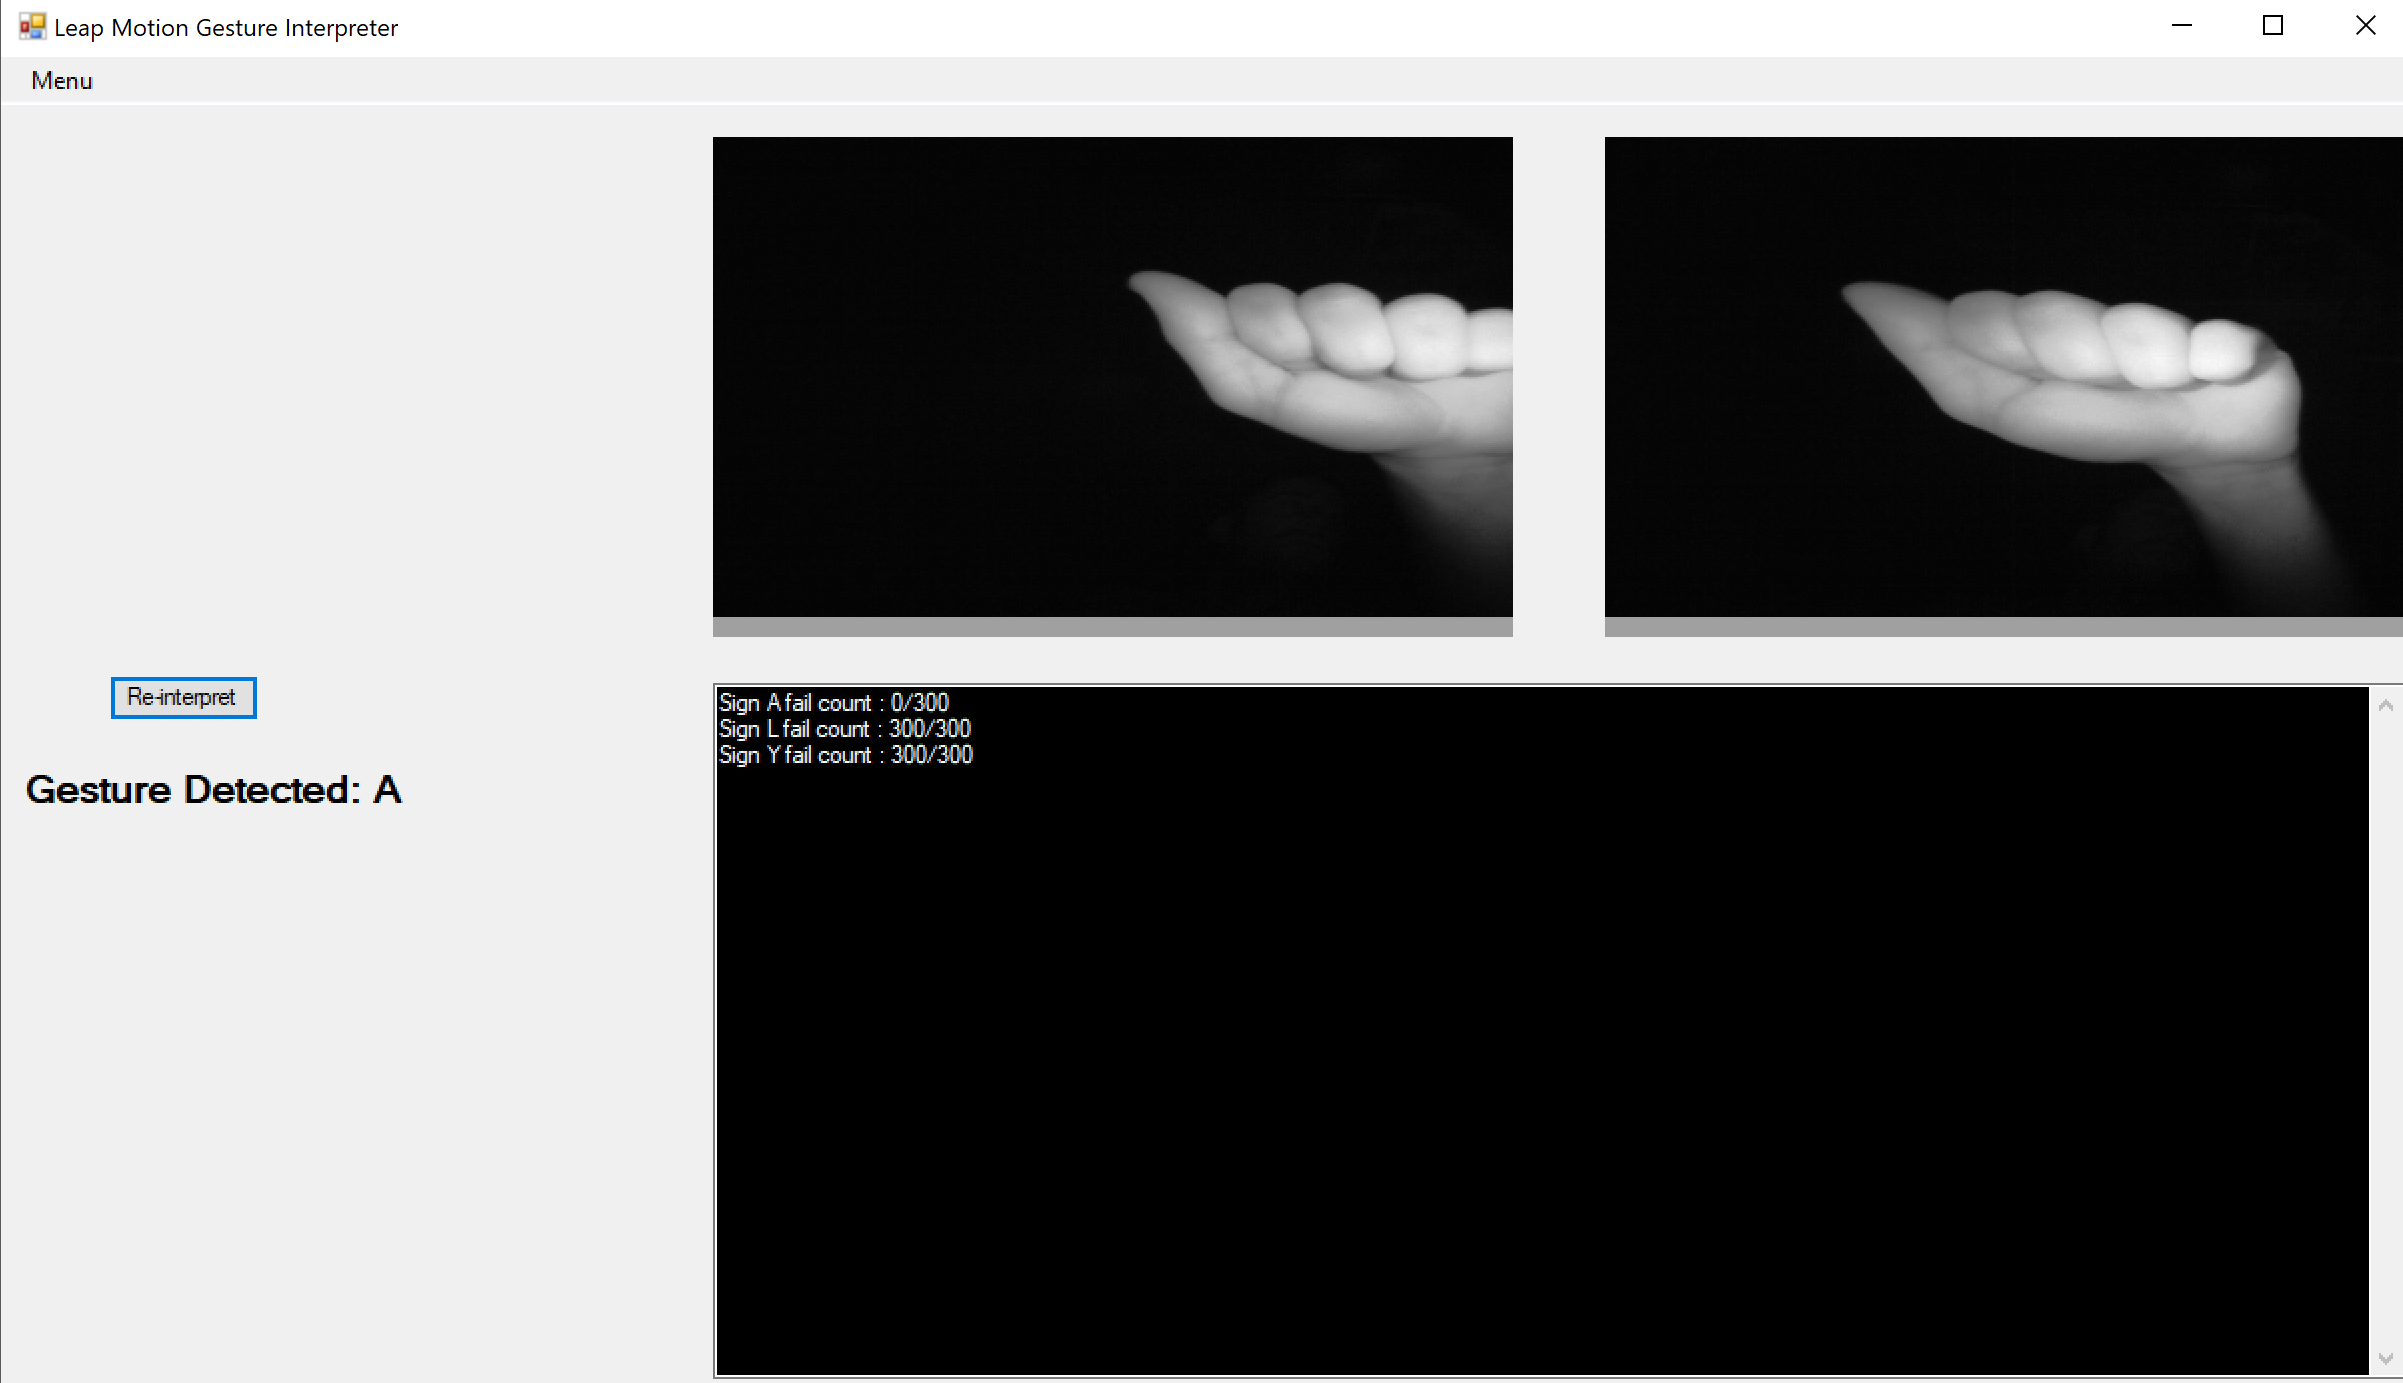 Leap Motion Gesture Interpreter
Menu
Re-interpret
Gesture Detected: A
Sign A fail count : 0/300
Sign L fail count : 300/300
Sign Y fail count : 300/300